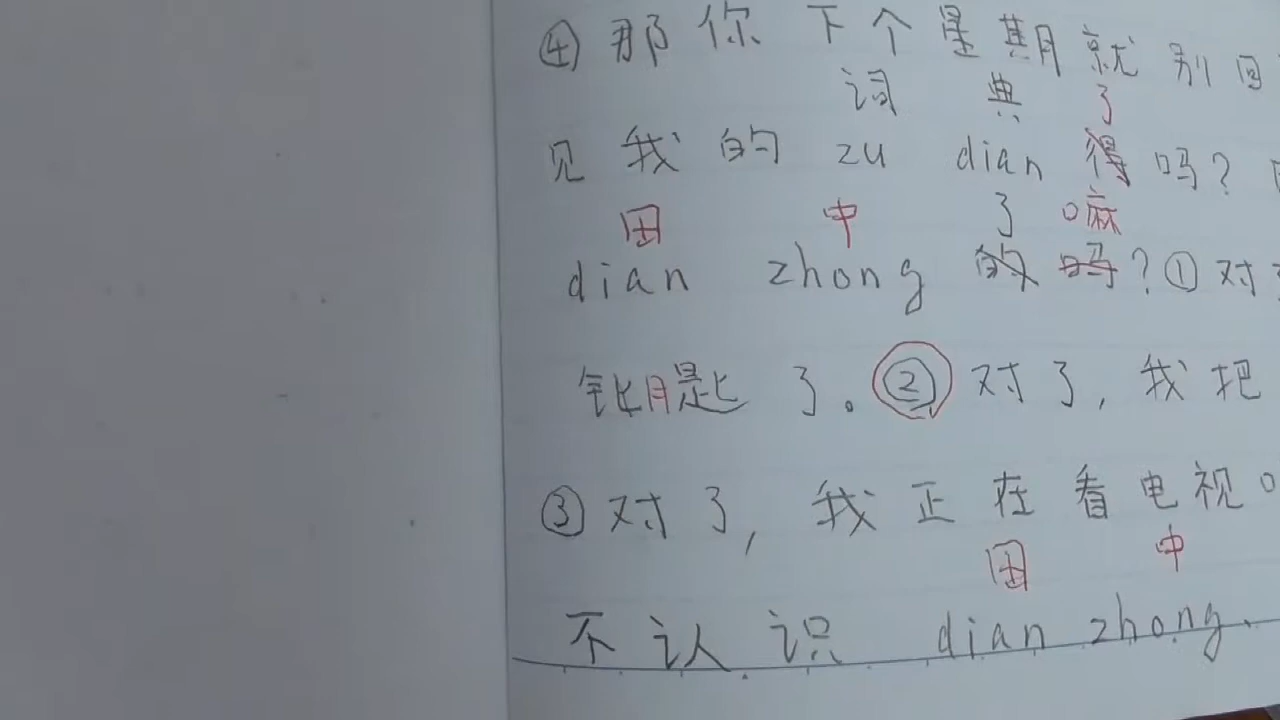 ④ 那你下个星期就别回
词典了
见我的 zu dian 得吗?
田中了嘛
dian zhong 的吗?① 对
钥匙了。② 对了,我把
③ 对了,我正在看电视
田中
不认识 dian zhong.